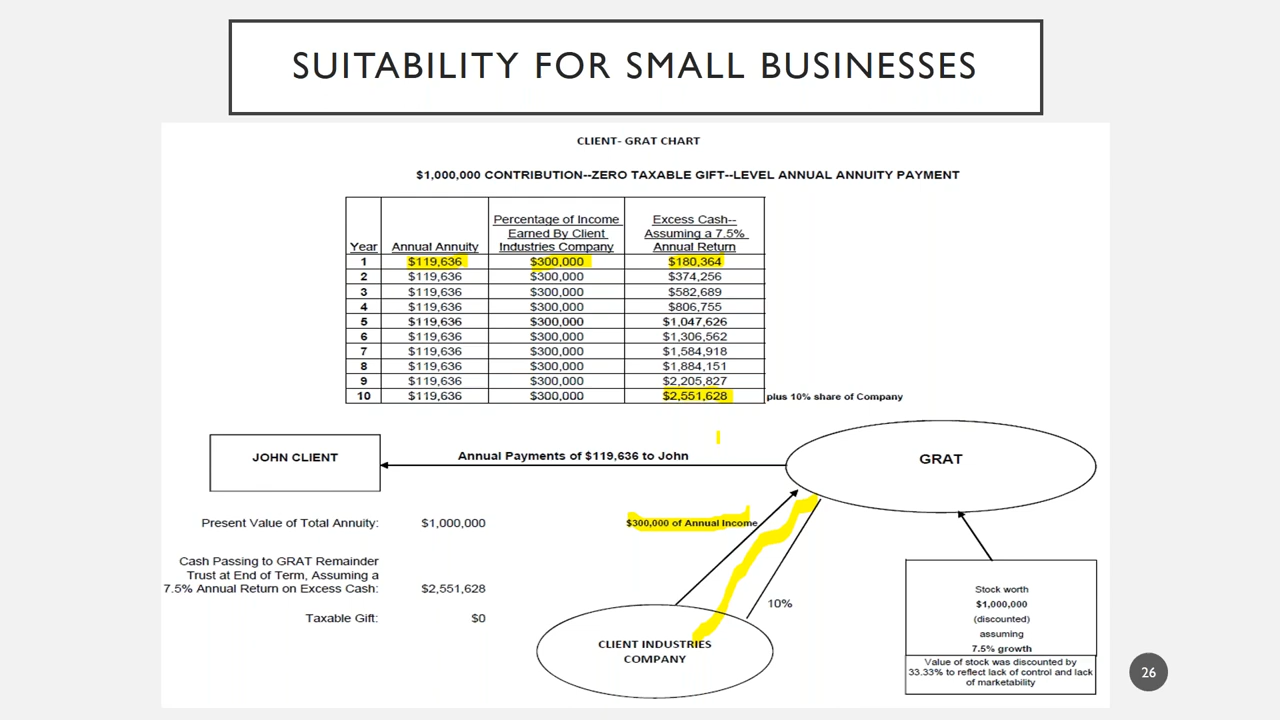 SUITABILITY FOR SMALL BUSINESSES
CLIENT- GRAT CHART
$1,000,000 CONTRIBUTION--ZERO TAXABLE GIFT--LEVEL ANNUAL ANNUITY PAYMENT
Year Annual Annuity Percentage of Income Earned By Client Industries Company Excess Cash-- Assuming a 7.5% Annual Return
1 $119,636 $300,000 $180,364
2 $119,636 $300,000 $374,256
3 $119,636 $300,000 $582,689
4 $119,636 $300,000 $806,755
5 $119,636 $300,000 $1,047,626
6 $119,636 $300,000 $1,306,562
7 $119,636 $300,000 $1,584,918
8 $119,636 $300,000 $1,884,151
9 $119,636 $300,000 $2,205,827
10 $119,636 $300,000 $2,551,628 plus 10% share of Company
JOHN CLIENT
Annual Payments of $119,636 to John
GRAT
Present Value of Total Annuity: $1,000,000
$300,000 of Annual Income
Cash Passing to GRAT Remainder
Trust at End of Term, Assuming a
7.5% Annual Return on Excess Cash: $2,551,628
Taxable Gift: $0
10%
CLIENT INDUSTRIES
COMPANY
Stock worth
$1,000,000
(discounted)
assuming
7.5% growth
Value of stock was discounted by
33.33% to reflect lack of control and lack
of marketability
26